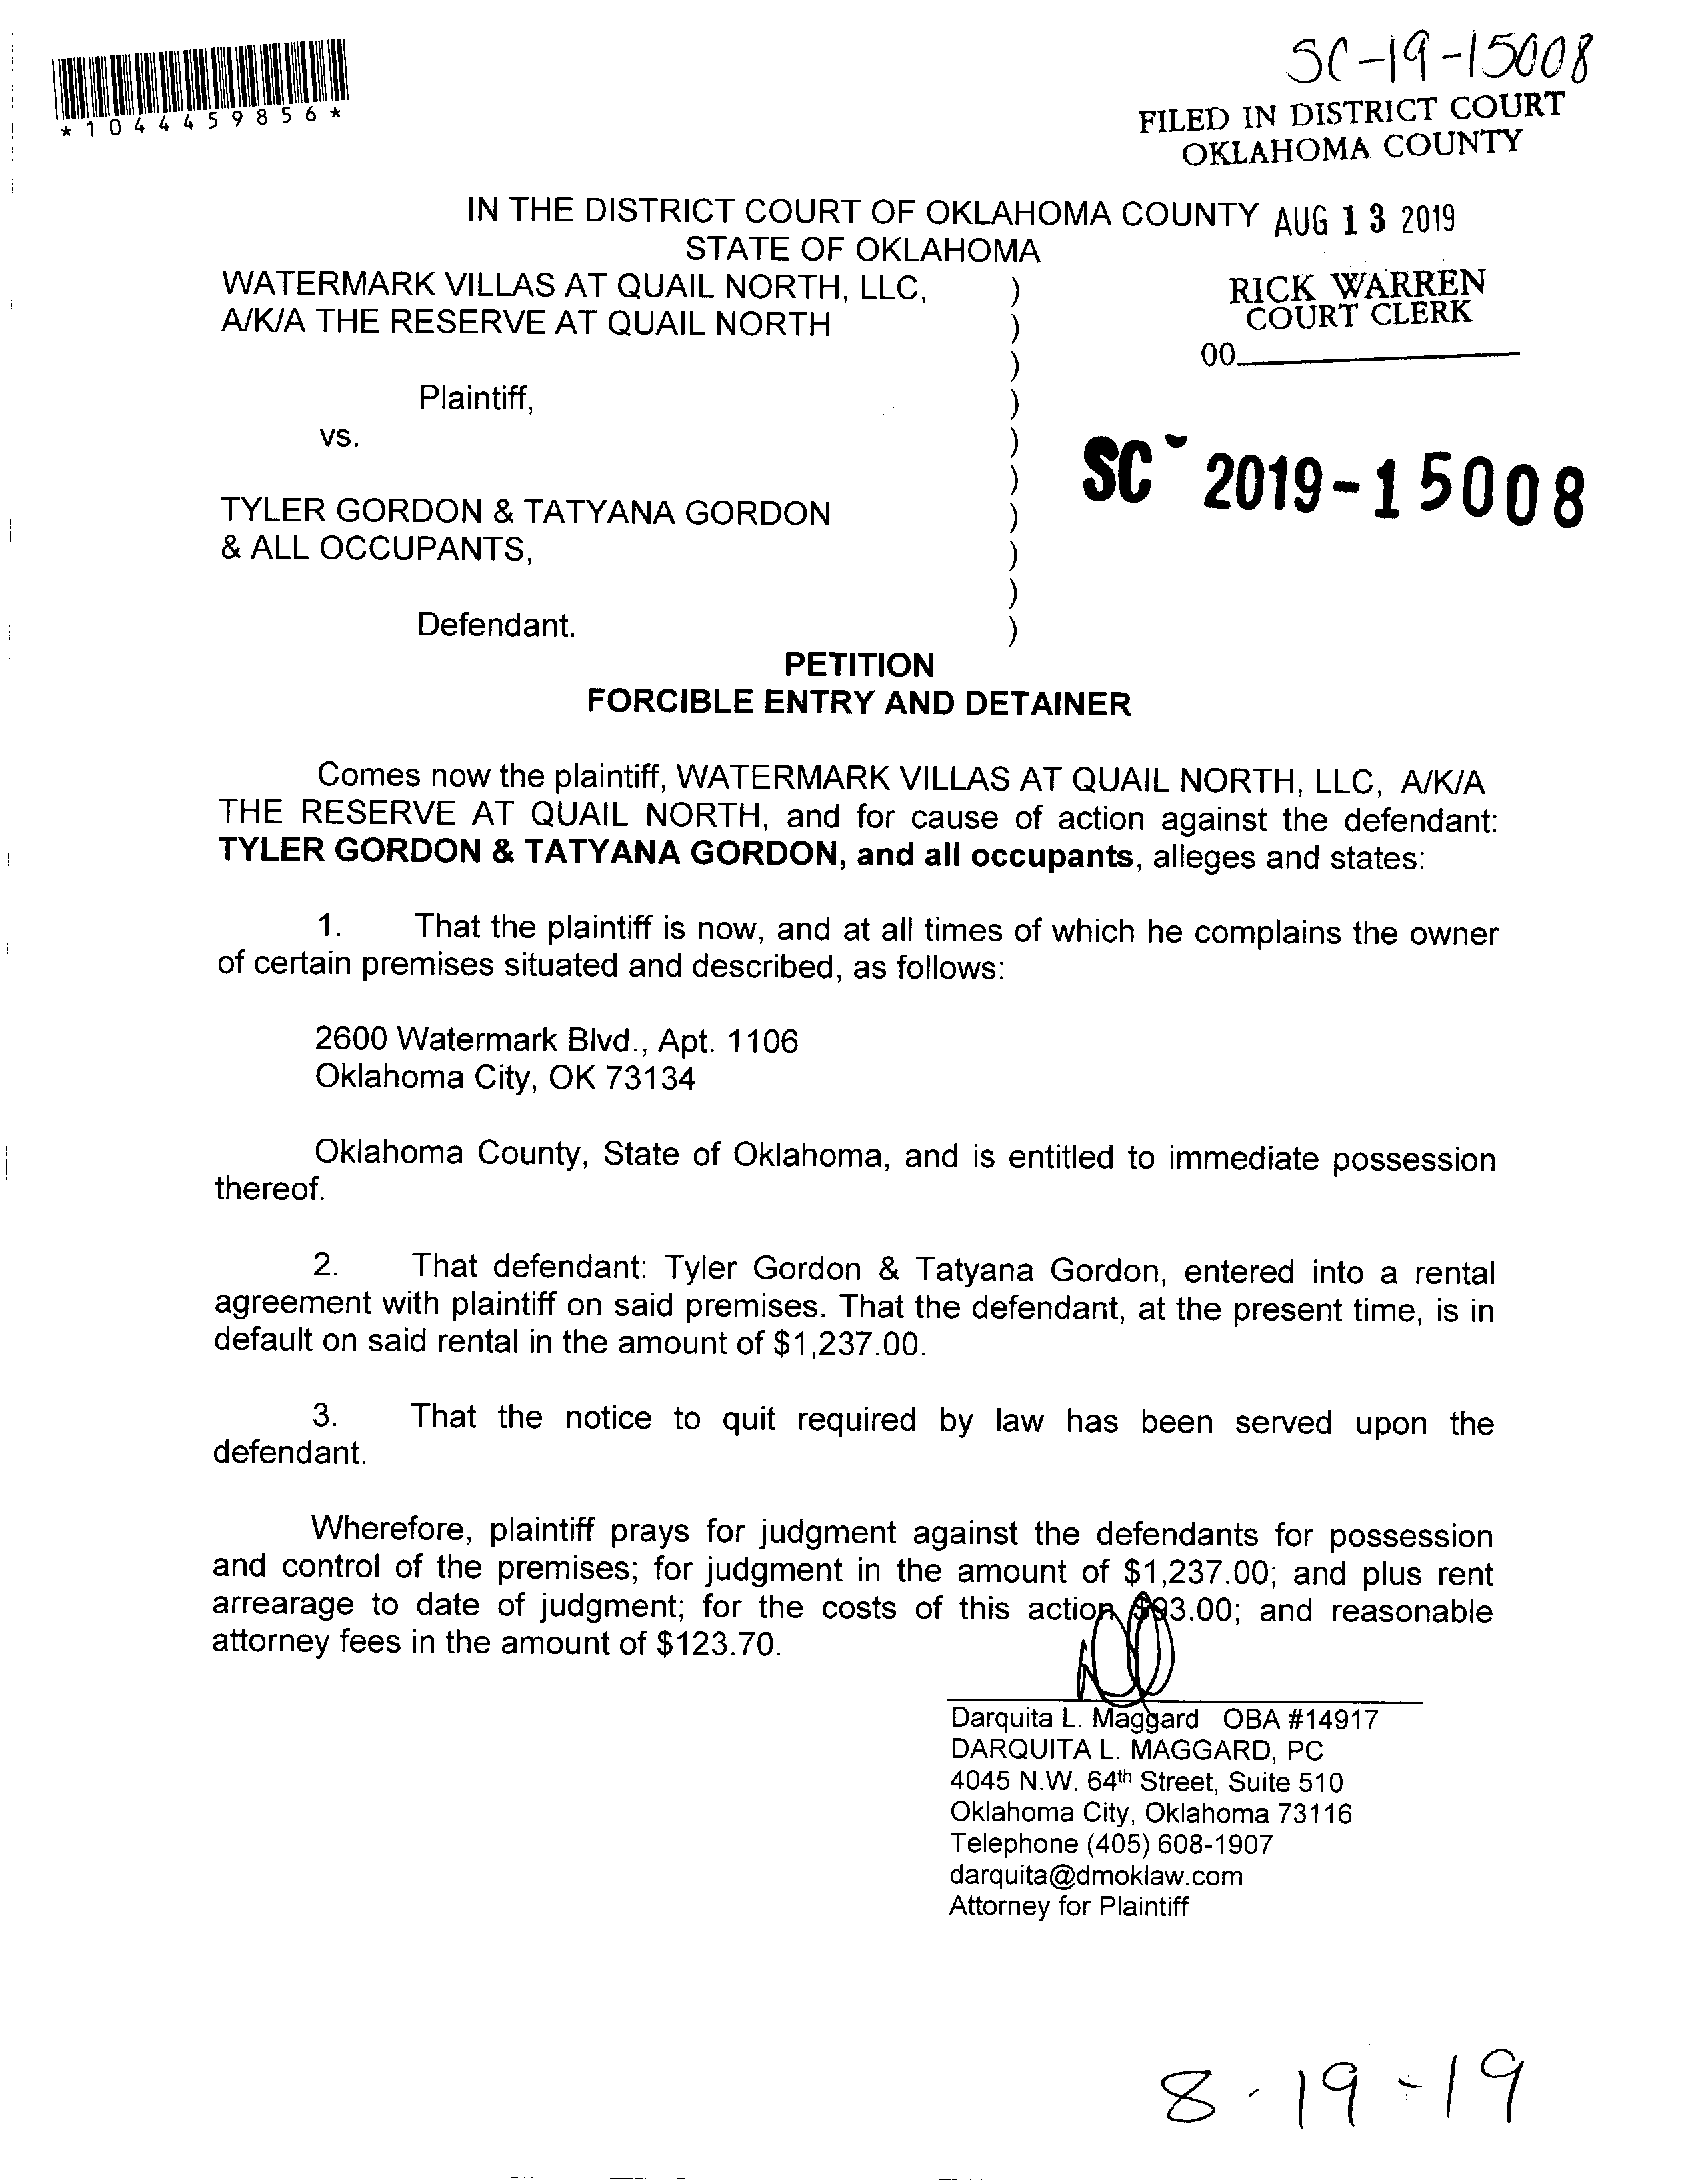 SC-19-15008
*1044459856*
FILED IN DISTRICT COURT
OKLAHOMA COUNTY
IN THE DISTRICT COURT OF OKLAHOMA COUNTY AUG 13 2019
STATE OF OKLAHOMA
WATERMARK VILLAS AT QUAIL NORTH, LLC, )
A/K/A THE RESERVE AT QUAIL NORTH )
RICK WARREN
COURT CLERK
00
)
Plaintiff, )
vs. )
)
SC- 2019-15008
TYLER GORDON & TATYANA GORDON )
& ALL OCCUPANTS, )
)
Defendant. )
PETITION
FORCIBLE ENTRY AND DETAINER
Comes now the plaintiff, WATERMARK VILLAS AT QUAIL NORTH, LLC, A/K/A
THE RESERVE AT QUAIL NORTH, and for cause of action against the defendant:
TYLER GORDON & TATYANA GORDON, and all occupants, alleges and states:
1. That the plaintiff is now, and at all times of which he complains the owner
of certain premises situated and described, as follows:
2600 Watermark Blvd., Apt. 1106
Oklahoma City, OK 73134
Oklahoma County, State of Oklahoma, and is entitled to immediate possession
thereof.
2. That defendant: Tyler Gordon & Tatyana Gordon, entered into a rental
agreement with plaintiff on said premises. That the defendant, at the present time, is in
default on said rental in the amount of $1,237.00.
3. That the notice to quit required by law has been served upon the
defendant.
Wherefore, plaintiff prays for judgment against the defendants for possession
and control of the premises; for judgment in the amount of $1,237.00; and plus rent
arrearage to date of judgment; for the costs of this action $93.00; and reasonable
attorney fees in the amount of $123.70.
Darquita L. Maggard OBA #14917
DARQUITA L. MAGGARD, PC
4045 N.W. 64th Street, Suite 510
Oklahoma City, Oklahoma 73116
Telephone (405) 608-1907
darquita@dmoklaw.com
Attorney for Plaintiff
8-19-19